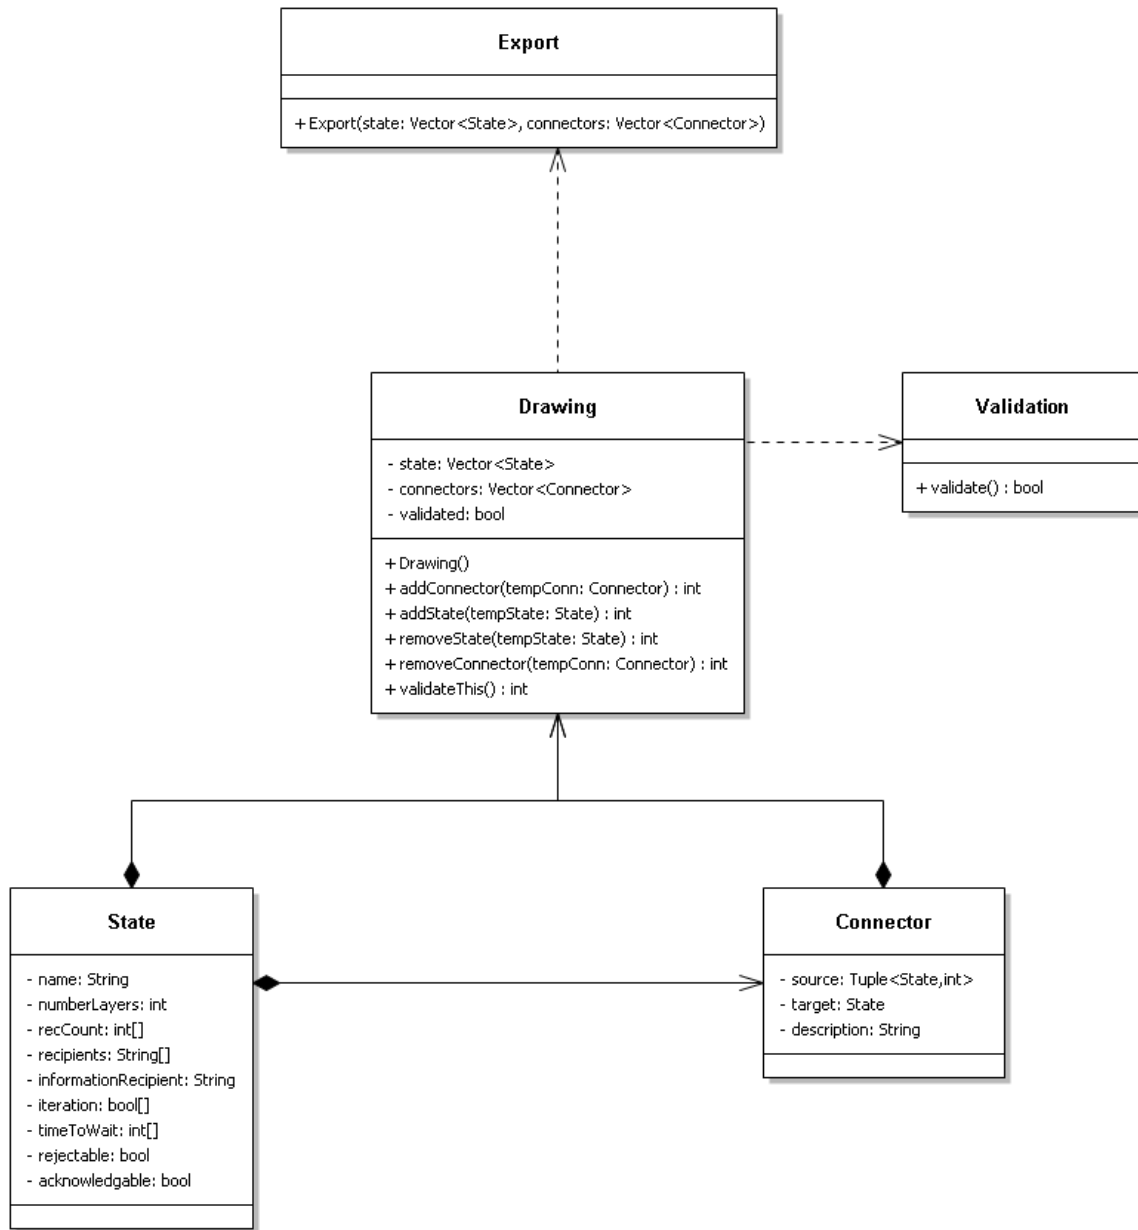 Export
+ Export(state: Vector<State>, connectors: Vector<Connector>)
Drawing
- state: Vector<State>
- connectors: Vector<Connector>
- validated: bool
+ Drawing()
+ addConnector(tempConn: Connector) : int
+ addState(tempState: State) : int
+ removeState(tempState: State) : int
+ removeConnector(tempConn: Connector) : int
+ validateThis() : int
Validation
+ validate() : bool
State
- name: String
- numberLayers: int
- recCount: int[]
- recipients: String[]
- informationRecipient: String
- iteration: bool[]
- timeToWait: int[]
- rejectable: bool
- acknowledgable: bool
Connector
- source: Tuple<State,int>
- target: State
- description: String